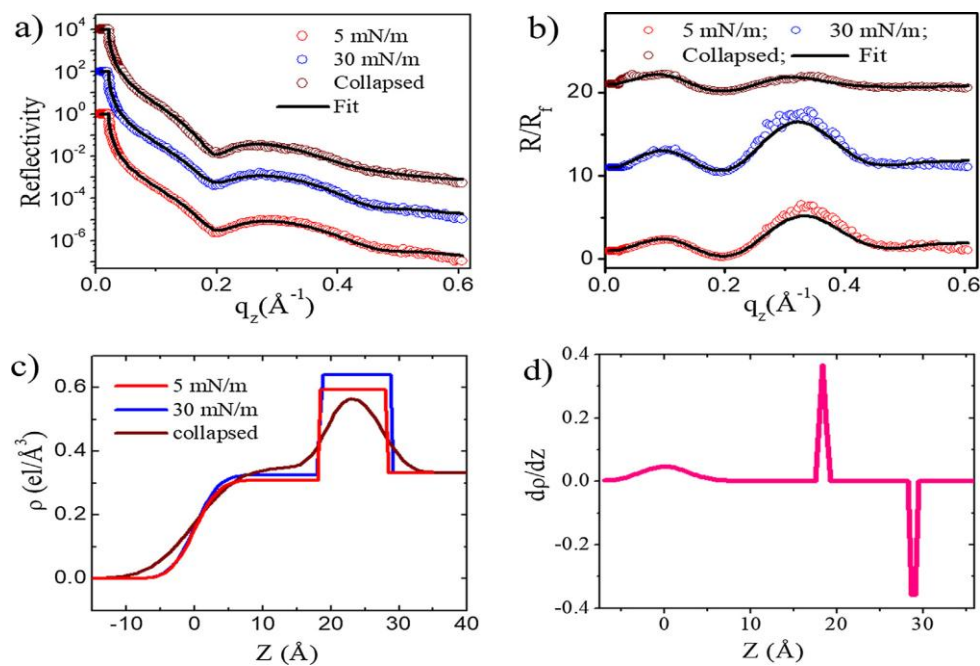 a)
Reflectivity
10⁴
10²
10⁰
10⁻²
10⁻⁴
10⁻⁶
5 mN/m
30 mN/m
Collapsed
Fit
0.0 0.2 0.4 0.6
q_z(Å⁻¹)
b)
R/R_f
20
10
0
5 mN/m; 30 mN/m;
Collapsed; Fit
0.0 0.2 0.4 0.6
q_z(Å⁻¹)
c)
ρ (el/Å³)
0.6
0.4
0.2
0.0
5 mN/m
30 mN/m
collapsed
-10 0 10 20 30 40
Z (Å)
d)
dρ/dz
0.4
0.2
0.0
-0.2
-0.4
0 10 20 30
Z (Å)